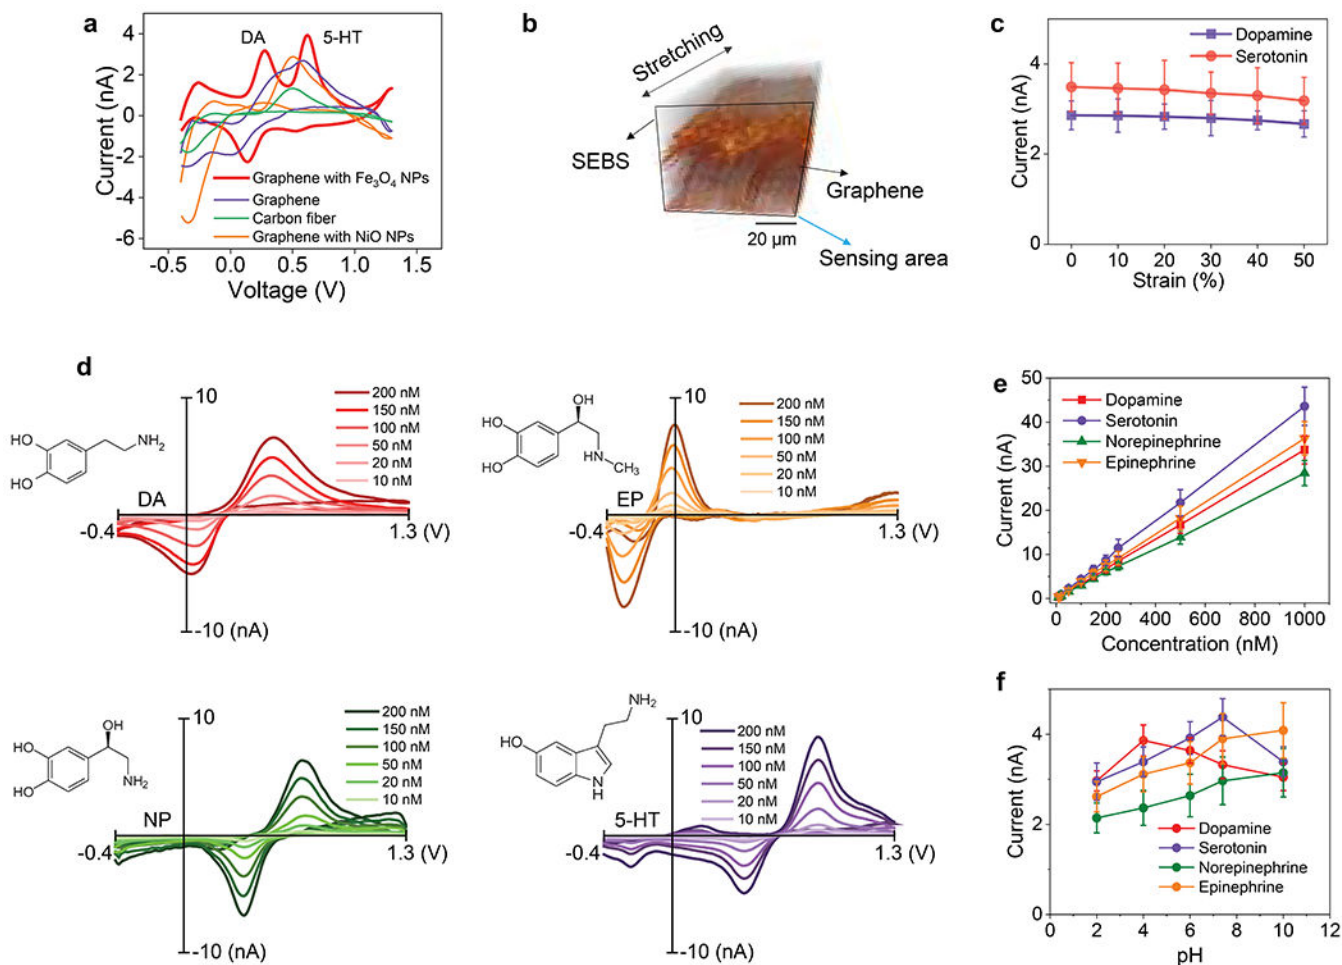 a
DA
5-HT
4
2
0
-2
-4
-6
Current (nA)
Graphene with Fe₃O₄ NPs
Graphene
Carbon fiber
Graphene with NiO NPs
-0.5 0.0 0.5 1.0 1.5
Voltage (V)
b
Stretching
SEBS
Graphene
20 µm
Sensing area
c
Dopamine
Serotonin
4
2
0
Current (nA)
0 10 20 30 40 50
Strain (%)
d
10
200 nM
150 nM
100 nM
50 nM
20 nM
10 nM
HO
HO
NH₂
DA
-0.4
1.3 (V)
-10 (nA)
10
200 nM
150 nM
100 nM
50 nM
20 nM
10 nM
OH
HO
HO
HN
CH₃
EP
-0.4
1.3 (V)
-10 (nA)
10
200 nM
150 nM
100 nM
50 nM
20 nM
10 nM
OH
HO
HO
NH₂
NP
-0.4
1.3 (V)
-10 (nA)
10
200 nM
150 nM
100 nM
50 nM
20 nM
10 nM
NH₂
HO
N
H
5-HT
-0.4
1.3 (V)
-10 (nA)
e
50
40
30
20
10
0
Current (nA)
Dopamine
Serotonin
Norepinephrine
Epinephrine
0 200 400 600 800 1000
Concentration (nM)
f
4
2
0
Current (nA)
Dopamine
Serotonin
Norepinephrine
Epinephrine
0 2 4 6 8 10 12
pH